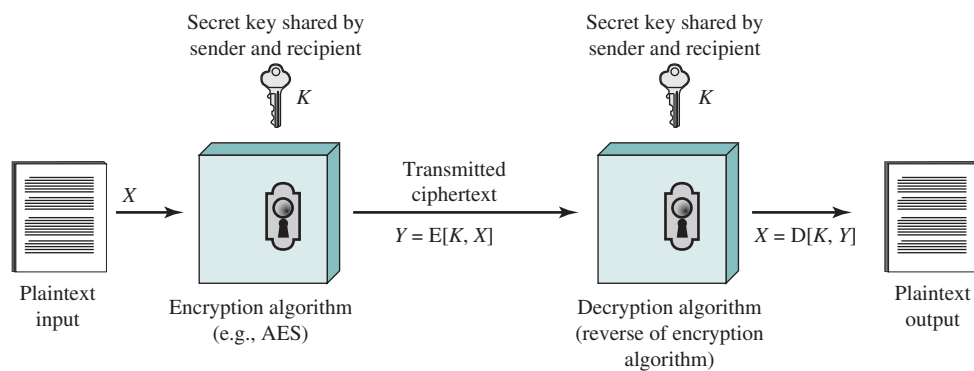 Secret key shared by
sender and recipient
K
Secret key shared by
sender and recipient
K
X
Transmitted
ciphertext
Y = E[K, X]
X = D[K, Y]
Plaintext
input
Encryption algorithm
(e.g., AES)
Decryption algorithm
(reverse of encryption
algorithm)
Plaintext
output